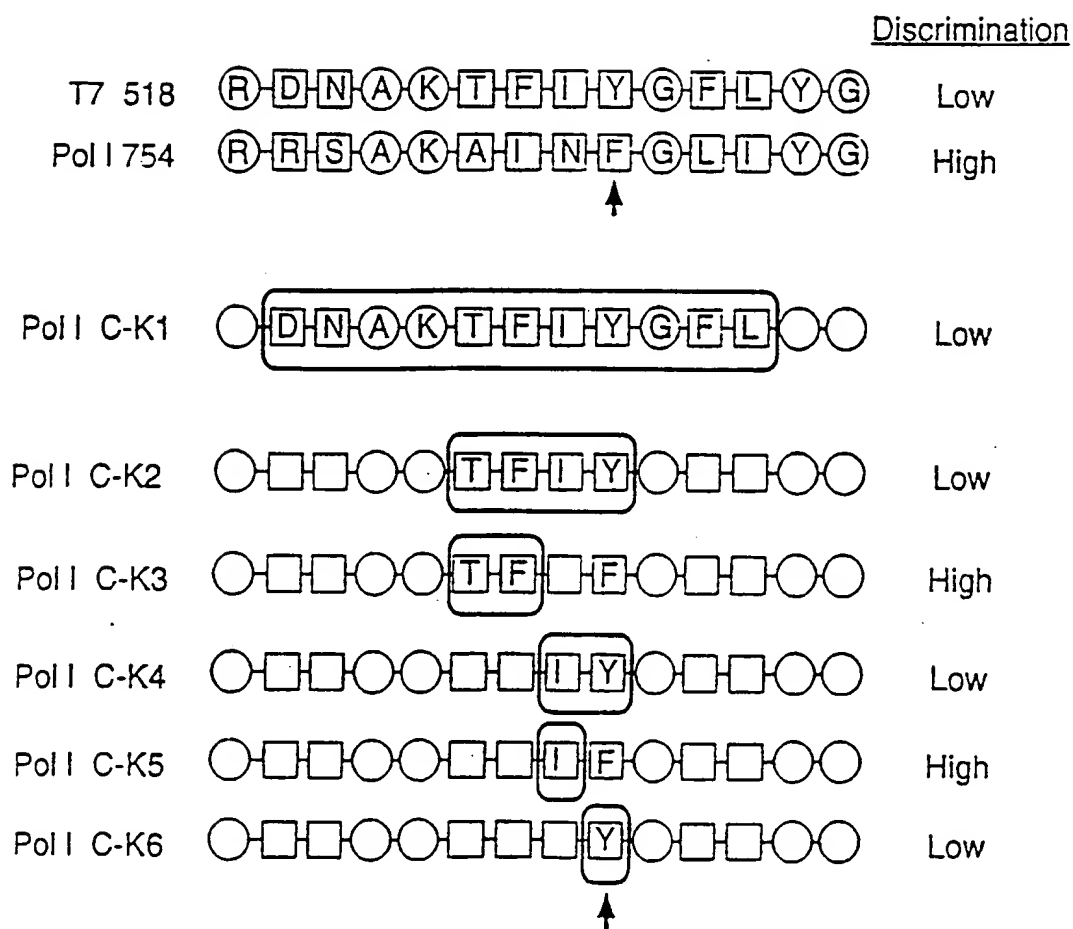 Discrimination
T7 518 R D N A K T F I Y G F L Y G Low
Pol I 754 R R S A K A I N F G L I Y G High
Pol I C-K1 D N A K T F I Y G F L Low
Pol I C-K2 T F I Y Low
Pol I C-K3 T F F High
Pol I C-K4 I Y Low
Pol I C-K5 I F High
Pol I C-K6 Y Low